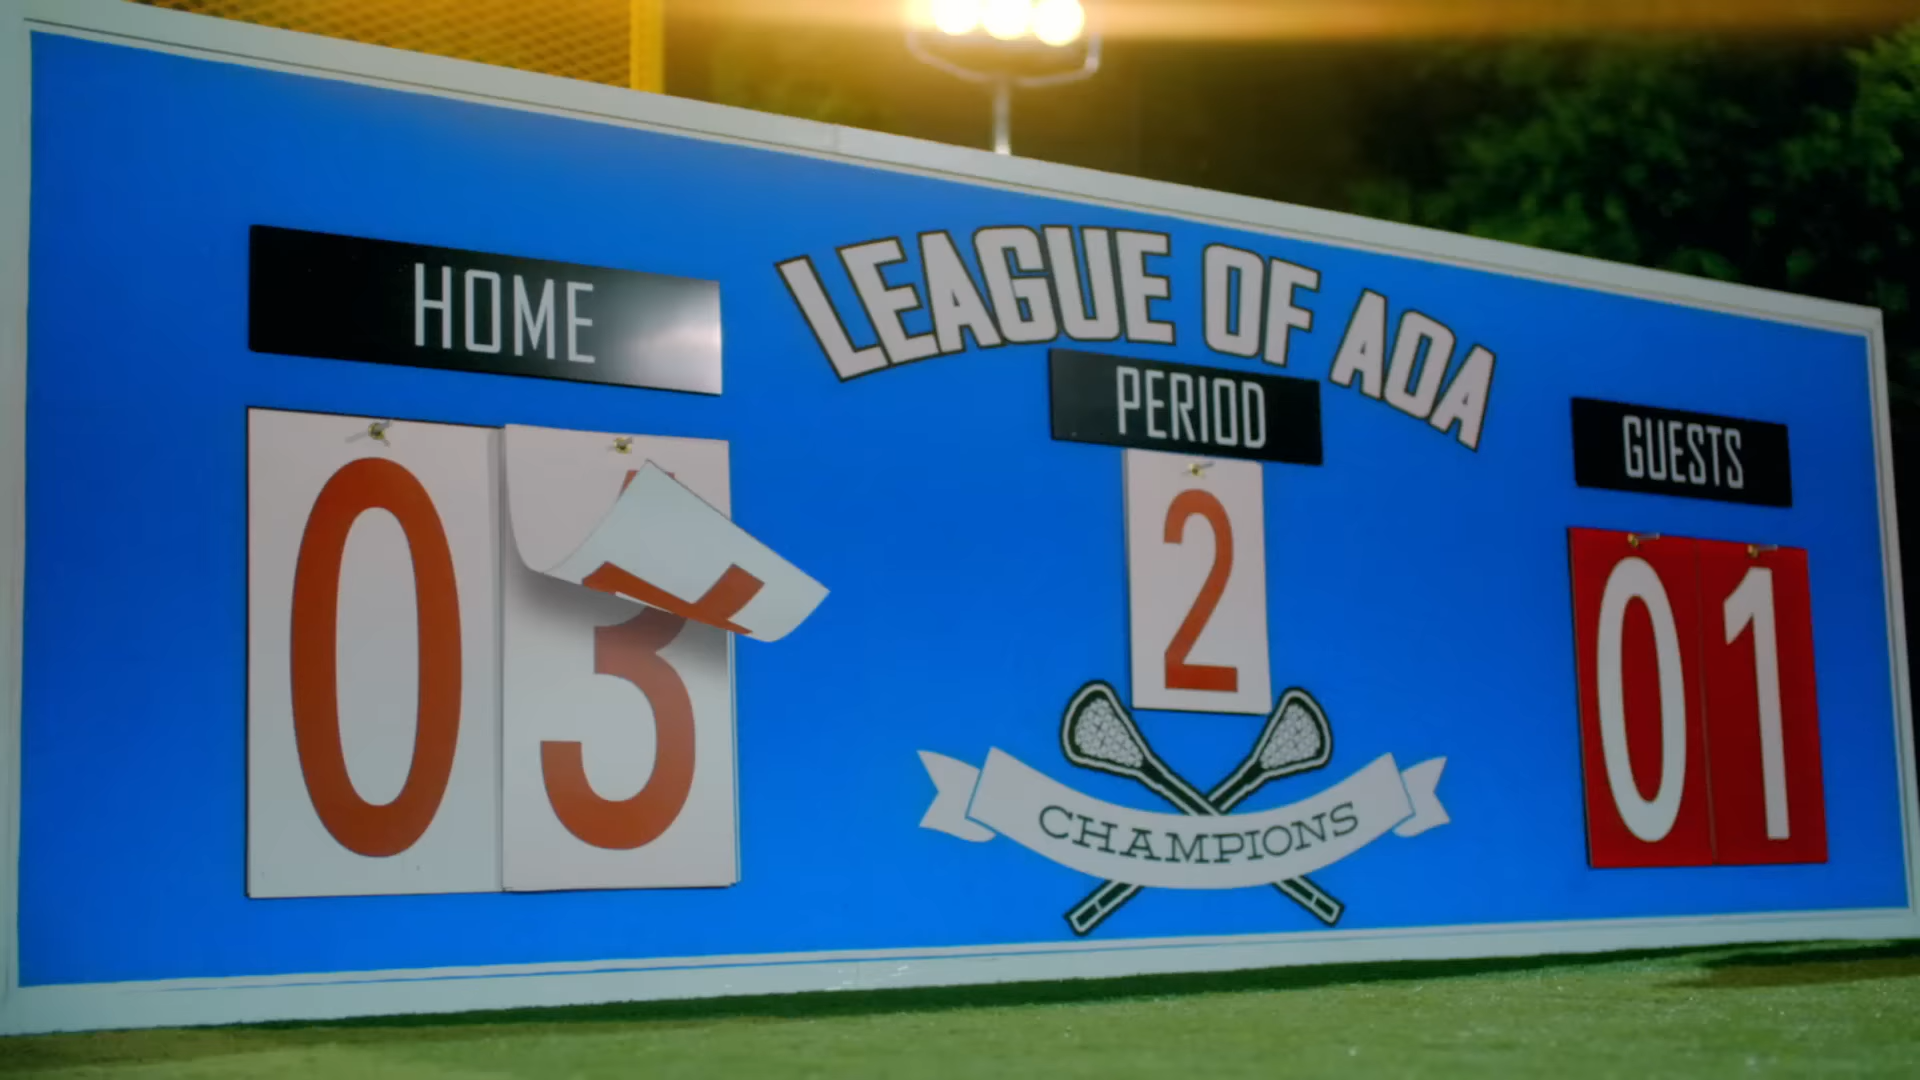 LEAGUE OF AOA
HOME
PERIOD
GUESTS
03
2
01
CHAMPIONS